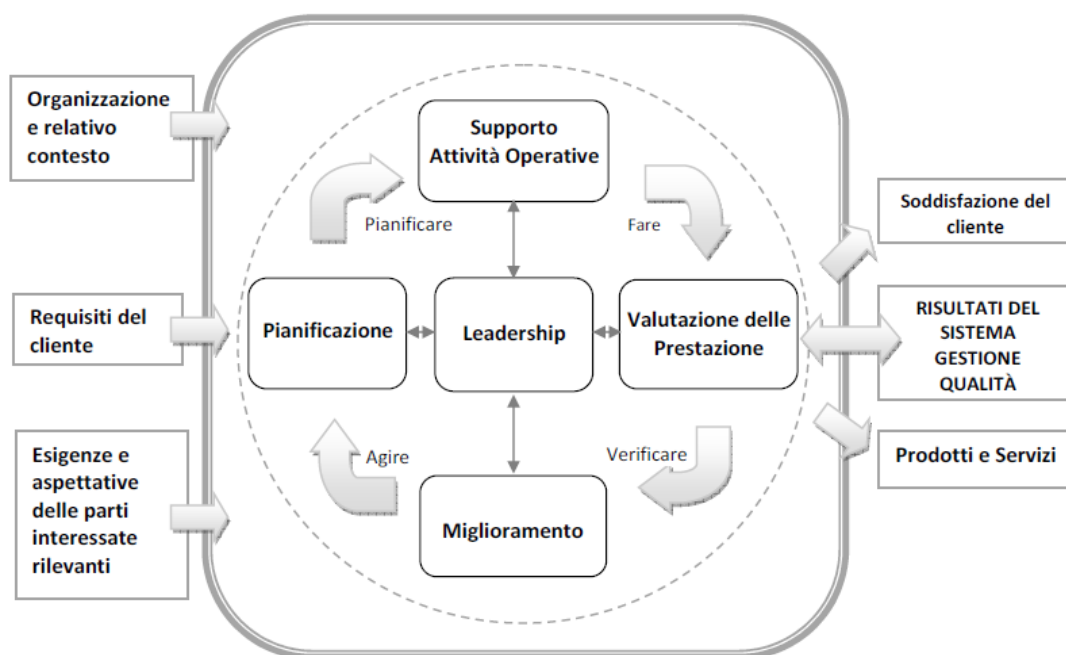 Organizzazione
e relativo
contesto
Requisiti del
cliente
Esigenze e
aspettative
delle parti
interessate
rilevanti
Supporto
Attività Operative
Pianificare
Fare
Pianificazione
Leadership
Valutazione delle
Prestazione
Agire
Verificare
Miglioramento
Soddisfazione del
cliente
RISULTATI DEL
SISTEMA
GESTIONE
QUALITÀ
Prodotti e Servizi